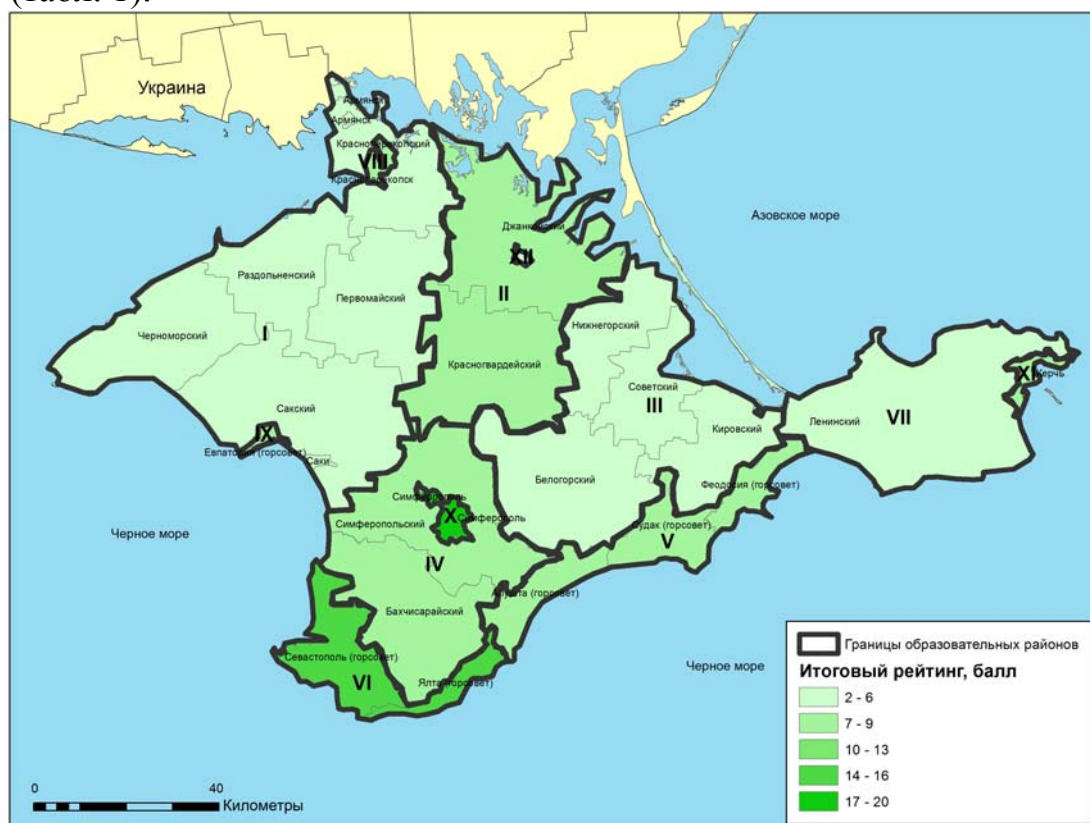 (Табл. 1).
Украина
Армянск
Армянск
Красноперекопский
VIII
Красноперекопск
Азовское море
Джанкойский
XII
II
Раздольненский
Первомайский
Нижнегорский
Черноморский
I
Красногвардейский
Советский
XI
Керчь
Сакский
III
VII
Ленинский
Кировский
IX
Евпатория (горсовет)
Саки
Белогорский
Феодосия (горсовет)
Симферополь
X
Симферополь
Черное море
Симферопольский
Судак (горсовет)
V
IV
Алушта (горсовет)
Бахчисарайский
Севастополь (горсовет)
VI
Ялта (горсовет)
Черное море
Границы образовательных районов
Итоговый рейтинг, балл
2 - 6
7 - 9
10 - 13
14 - 16
17 - 20
0
40
Километры